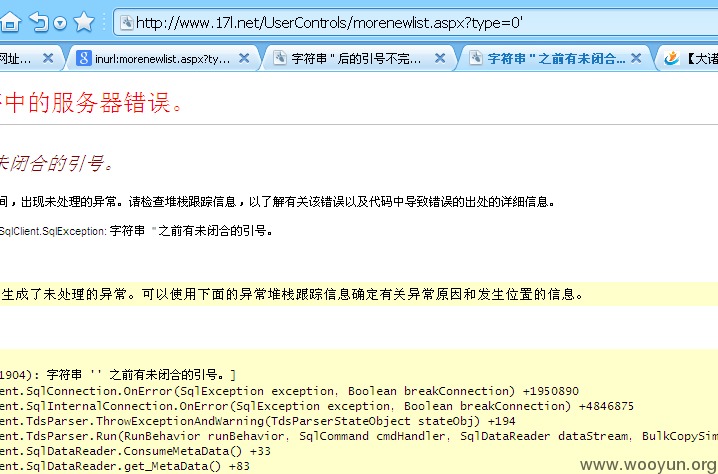 http://www.17l.net/UserControls/morenewlist.aspx?type=0'
网址... inurl:morenewlist.aspx?ty... 字符串 " 后的引号不完... 字符串 " 之前有未闭合... 【大诸
中的服务器错误。
未闭合的引号。
间，出现未处理的异常。请检查堆栈跟踪信息，以了解有关该错误以及代码中导致错误的出处的详细信息。
SqlClient.SqlException: 字符串 '' 之前有未闭合的引号。
生成了未处理的异常。可以使用下面的异常堆栈跟踪信息确定有关异常原因和发生位置的信息。
1904): 字符串 '' 之前有未闭合的引号。]
ent.SqlConnection.OnError(SqlException exception, Boolean breakConnection) +1950890
ent.SqlInternalConnection.OnError(SqlException exception, Boolean breakConnection) +4846875
ent.TdsParser.ThrowExceptionAndWarning(TdsParserStateObject stateObj) +194
ent.TdsParser.Run(RunBehavior runBehavior, SqlCommand cmdHandler, SqlDataReader dataStream, BulkCopySim
ent.SqlDataReader.ConsumeMetaData() +33
ent.SqlDataReader.get_MetaData() +83
www.wooyun.org